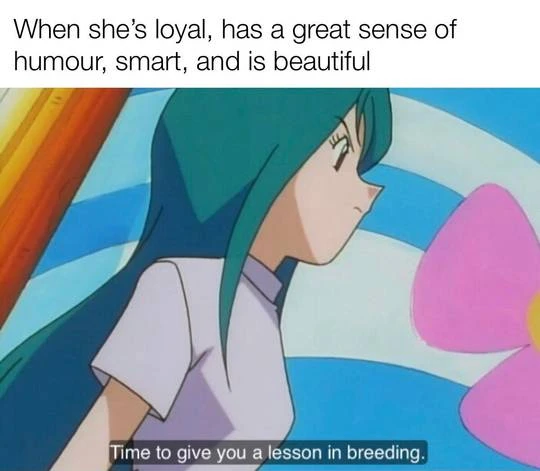 When she’s loyal, has a great sense of
humour, smart, and is beautiful
Time to give you a lesson in breeding.